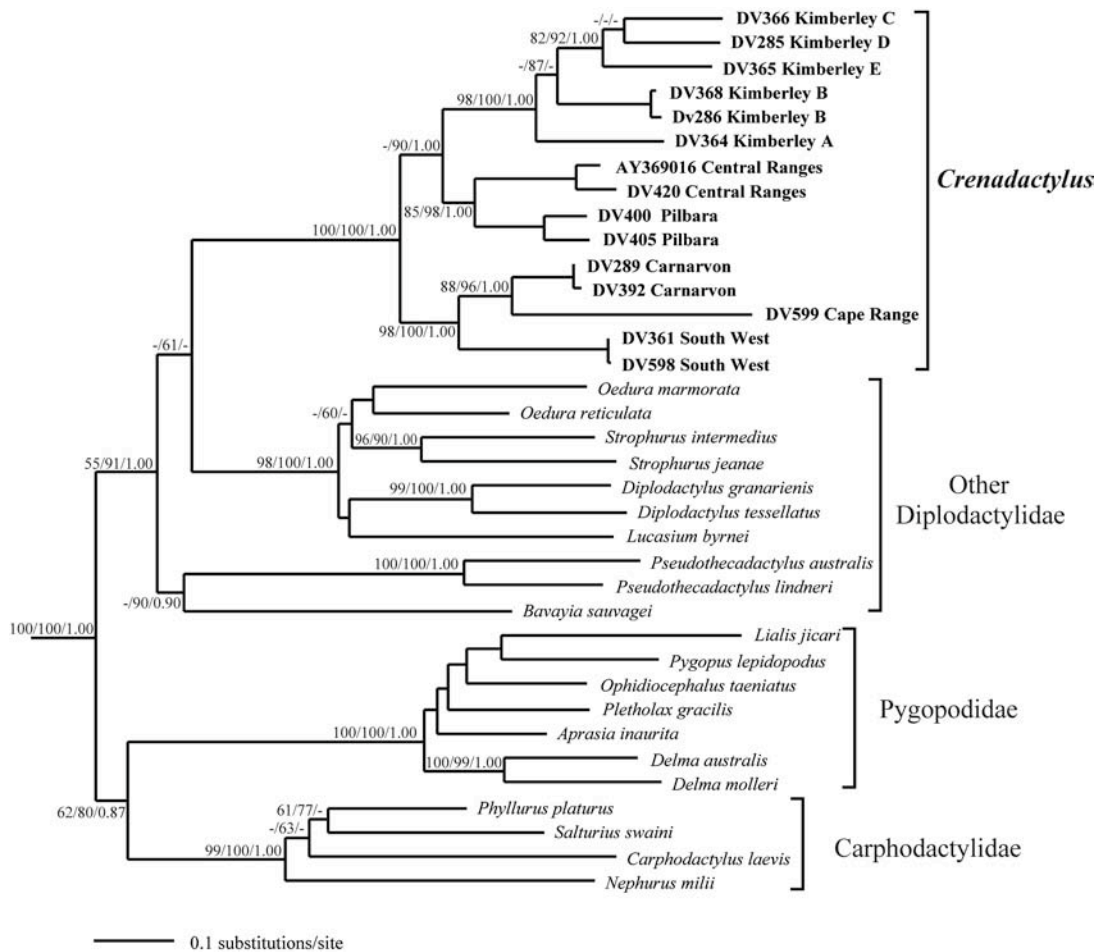 DV366 Kimberley C
-/-/-
82/92/1.00
DV285 Kimberley D
DV365 Kimberley E
-/87/-
DV368 Kimberley B
98/100/1.00
Dv286 Kimberley B
DV364 Kimberley A
-/90/1.00
AY369016 Central Ranges
Crenadactylus
DV420 Central Ranges
85/98/1.00
DV400 Pilbara
100/100/1.00
DV405 Pilbara
DV289 Carnarvon
88/96/1.00
DV392 Carnarvon
DV599 Cape Range
98/100/1.00
DV361 South West
-/61/-
DV598 South West
Oedura marmorata
-/60/-
Oedura reticulata
96/90/1.00
Strophurus intermedius
55/91/1.00
98/100/1.00
Strophurus jeanae
99/100/1.00
Diplodactylus granarienis
Other
Diplodactylidae
Diplodactylus tessellatus
Lucasium byrnei
100/100/1.00
Pseudothecadactylus australis
Pseudothecadactylus lindneri
-/90/0.90
Bavayia sauvagei
100/100/1.00
Lialis jicari
Pygopus lepidopodus
Ophidiocephalus taeniatus
Pygopodidae
Pletholax gracilis
100/100/1.00
Aprasia inaurita
100/99/1.00
Delma australis
Delma molleri
62/80/0.87
61/77/-
Phyllurus platurus
-/63/-
Salturius swaini
99/100/1.00
Carphodactylus laevis
Carphodactylidae
Nephurus milii
0.1 substitutions/site